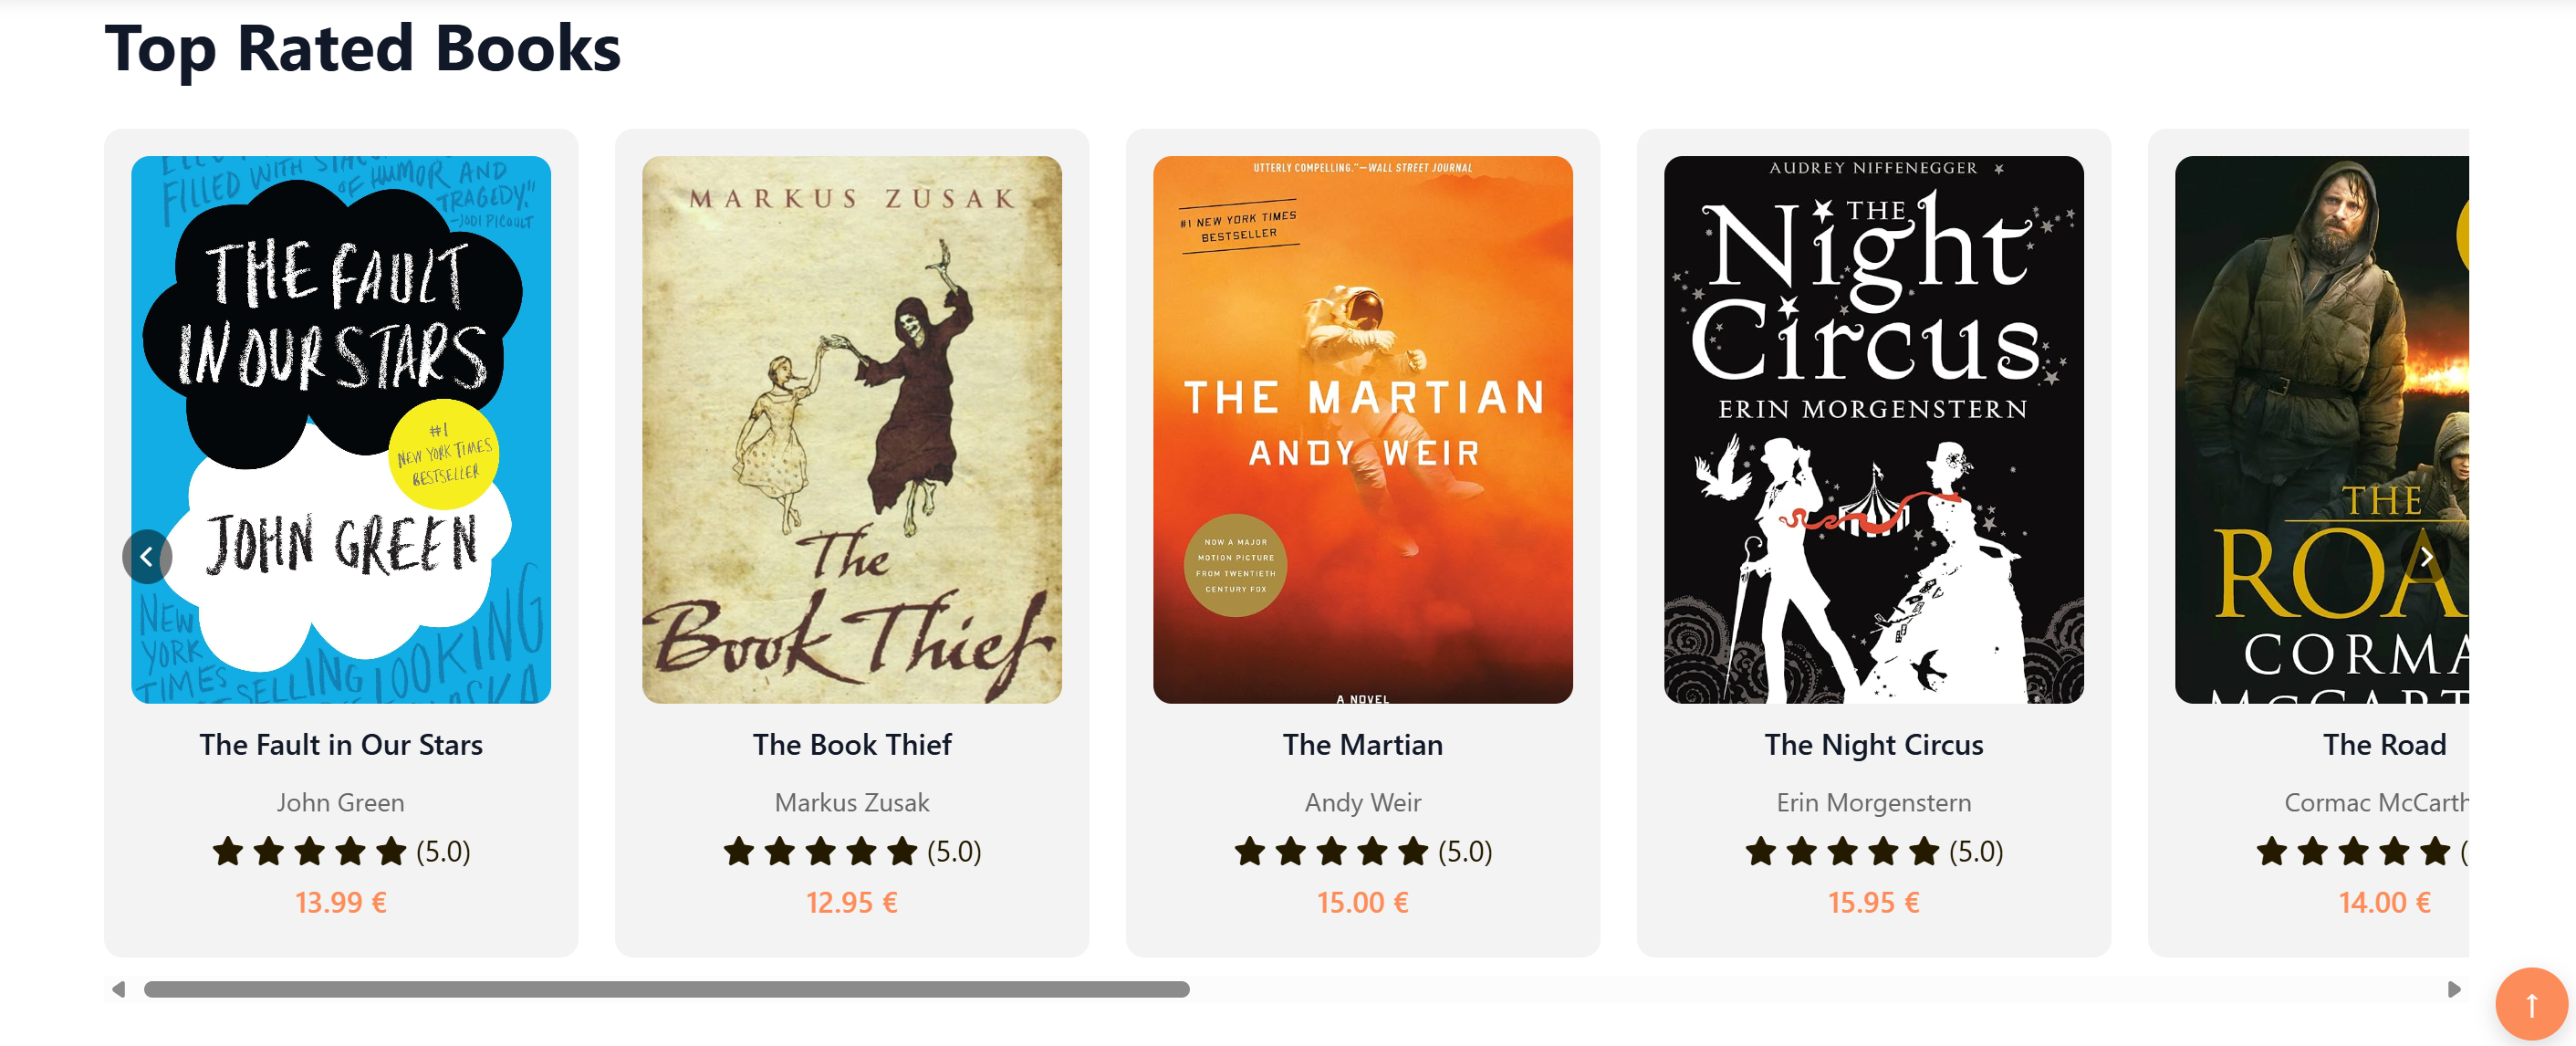 Top Rated Books
FILLED WITH
OF HUMOR AND
TRAGEDY."
–JODI PICOULT
THE FAULT
IN OUR STARS
#1
NEW YORK TIMES
BESTSELLER
JOHN GREEN
NEW
YORK
TIMES
SELLING
LOOKING
The Fault in Our Stars
John Green
(5.0)
13.99 €
MARKUS ZUSAK
The
Book Thief
The Book Thief
Markus Zusak
(5.0)
12.95 €
UTTERLY COMPELLING."—WALL STREET JOURNAL
#1 NEW YORK TIMES
BESTSELLER
THE MARTIAN
ANDY WEIR
NOW A MAJOR
MOTION PICTURE
FROM TWENTIETH
CENTURY FOX
A NOVEL
The Martian
Andy Weir
(5.0)
15.00 €
AUDREY NIFFENEGGER
THE
Night
Circus
ERIN MORGENSTERN
The Night Circus
Erin Morgenstern
(5.0)
15.95 €
THE
ROA
CORMA
McCART
The Road
Cormac McCarth
(
14.00 €
↑